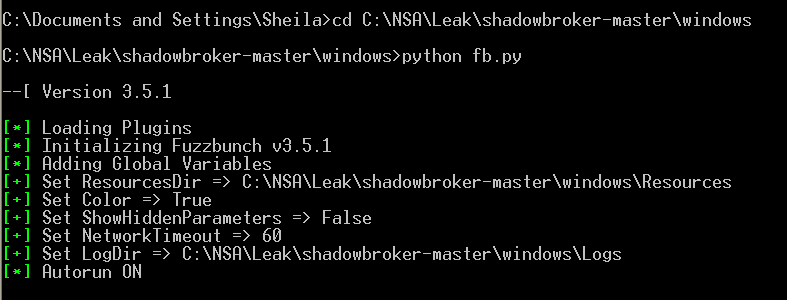 C:\Documents and Settings\Sheila>cd C:\NSA\Leak\shadowbroker-master\windows
C:\NSA\Leak\shadowbroker-master\windows>python fb.py
--[ Version 3.5.1
[*] Loading Plugins
[*] Initializing Fuzzbunch v3.5.1
[*] Adding Global Variables
[+] Set ResourcesDir => C:\NSA\Leak\shadowbroker-master\windows\Resources
[+] Set Color => True
[+] Set ShowHiddenParameters => False
[+] Set NetworkTimeout => 60
[+] Set LogDir => C:\NSA\Leak\shadowbroker-master\windows\Logs
[*] Autorun ON